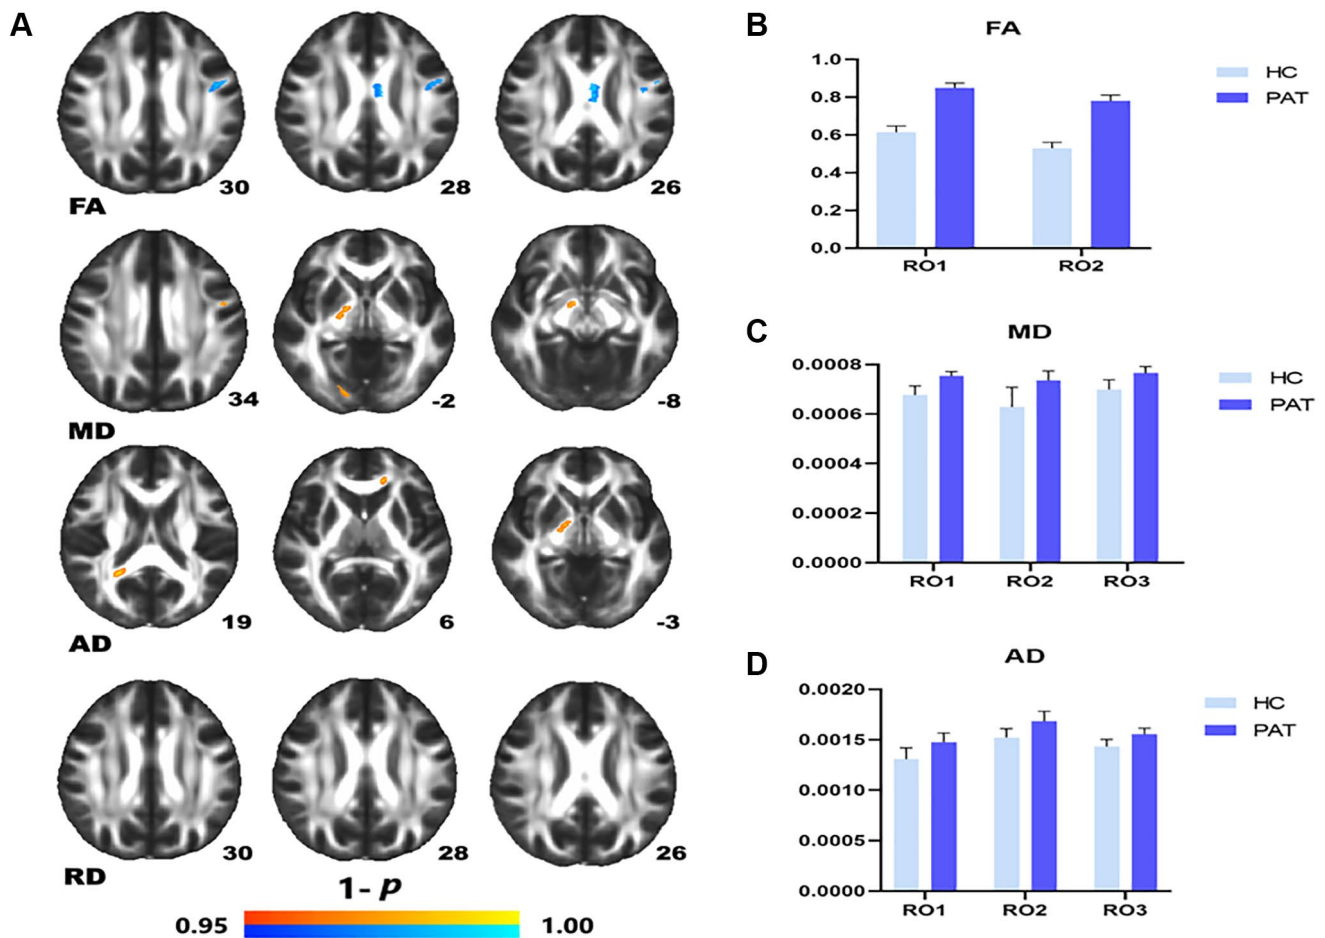 A
30
28
26
FA
34
-2
-8
MD
19
6
-3
AD
30
28
26
RD
1- p
0.95
1.00
B
FA
1.0
0.8
0.6
0.4
0.2
0.0
RO1
RO2
HC
PAT
C
MD
0.0008
0.0006
0.0004
0.0002
0.0000
RO1
RO2
RO3
HC
PAT
D
AD
0.0020
0.0015
0.0010
0.0005
0.0000
RO1
RO2
RO3
HC
PAT